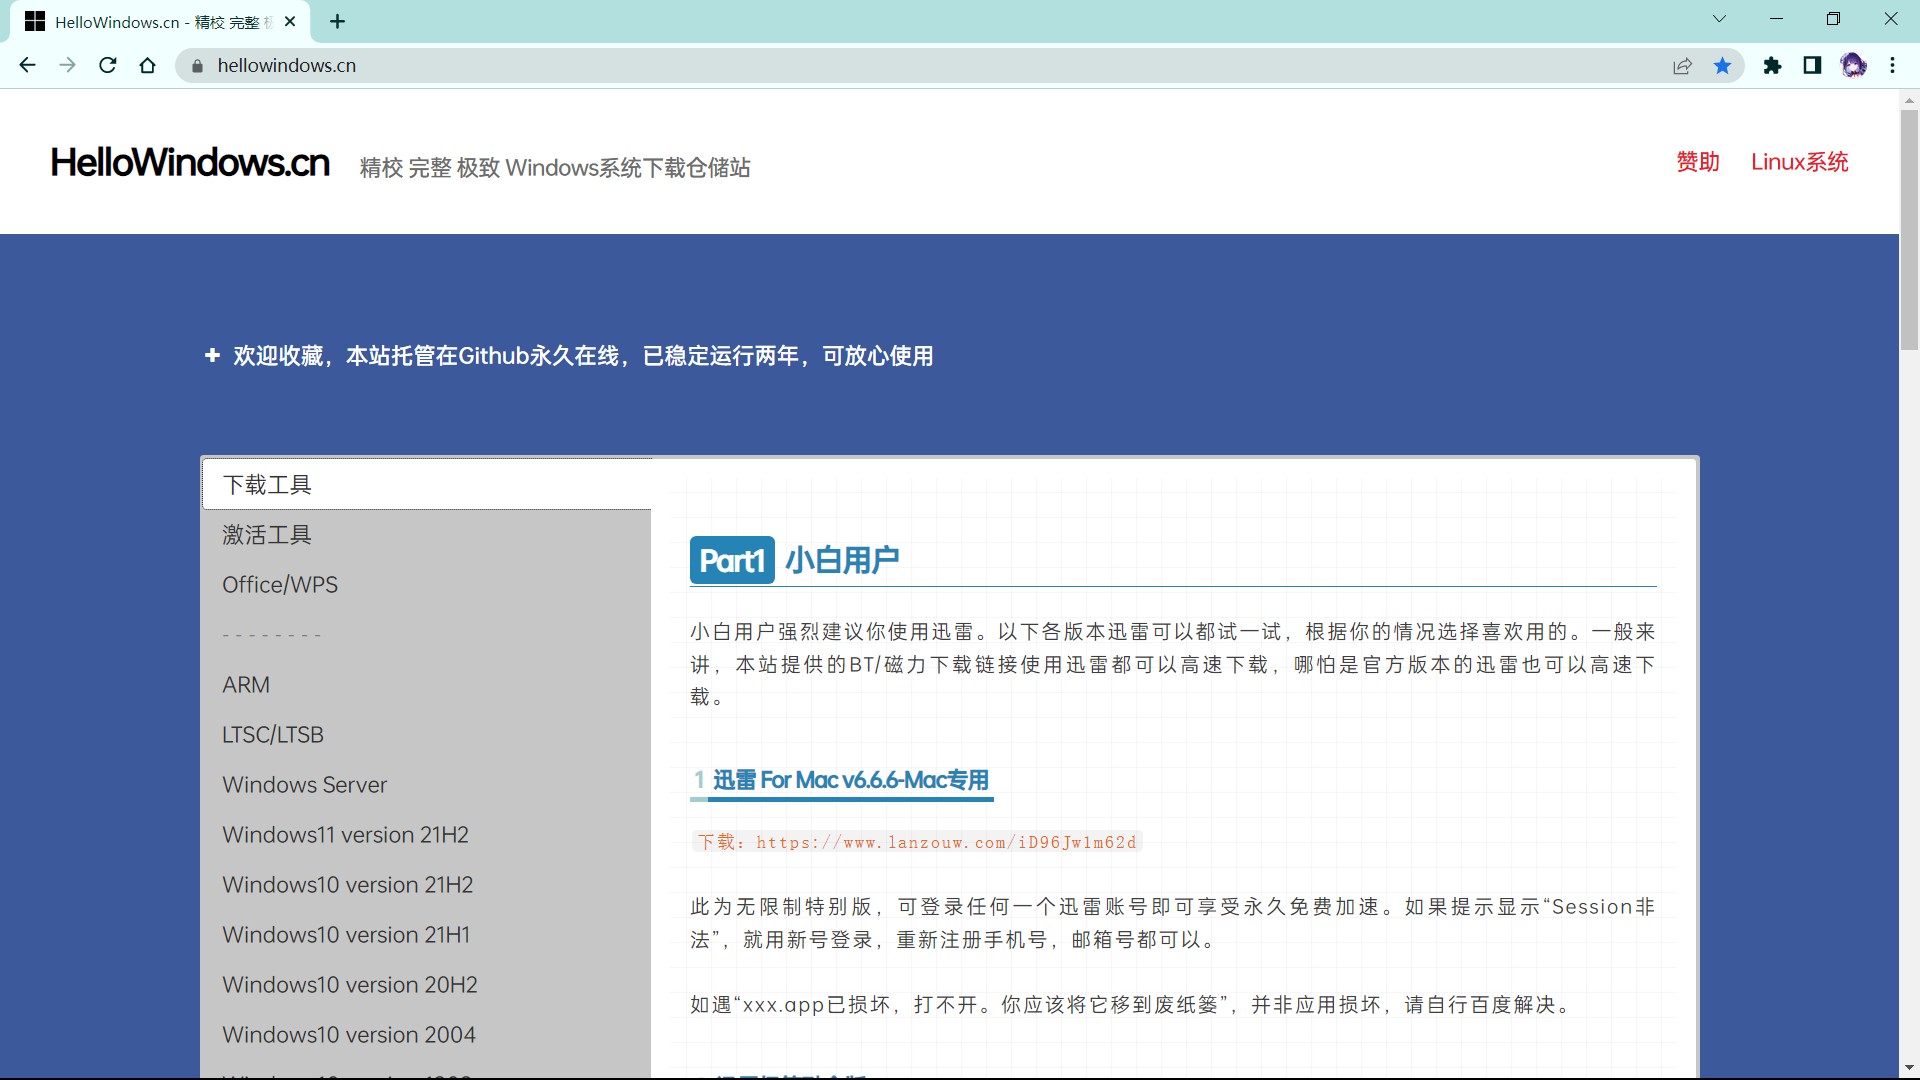 HelloWindows.cn - 精校 完整
hellowindows.cn
HelloWindows.cn 精校 完整 极致 Windows系统下载仓储站
赞助 Linux系统
欢迎收藏，本站托管在Github永久在线，已稳定运行两年，可放心使用
下载工具
激活工具
Office/WPS
--------
ARM
LTSC/LTSB
Windows Server
Windows11 version 21H2
Windows10 version 21H2
Windows10 version 21H1
Windows10 version 20H2
Windows10 version 2004
Part1 小白用户
小白用户强烈建议你使用迅雷。以下各版本迅雷可以都试一试，根据你的情况选择喜欢用的。一般来
讲，本站提供的BT/磁力下载链接使用迅雷都可以高速下载，哪怕是官方版本的迅雷也可以高速下
载。
1 迅雷 For Mac v6.6.6-Mac专用
下载：https://www.lanzouw.com/iD96Jw1m62d
此为无限制特别版，可登录任何一个迅雷账号即可享受永久免费加速。如果提示显示“Session非
法”，就用新号登录，重新注册手机号，邮箱号都可以。
如遇“xxx.app已损坏，打不开。你应该将它移到废纸篓”，并非应用损坏，请自行百度解决。